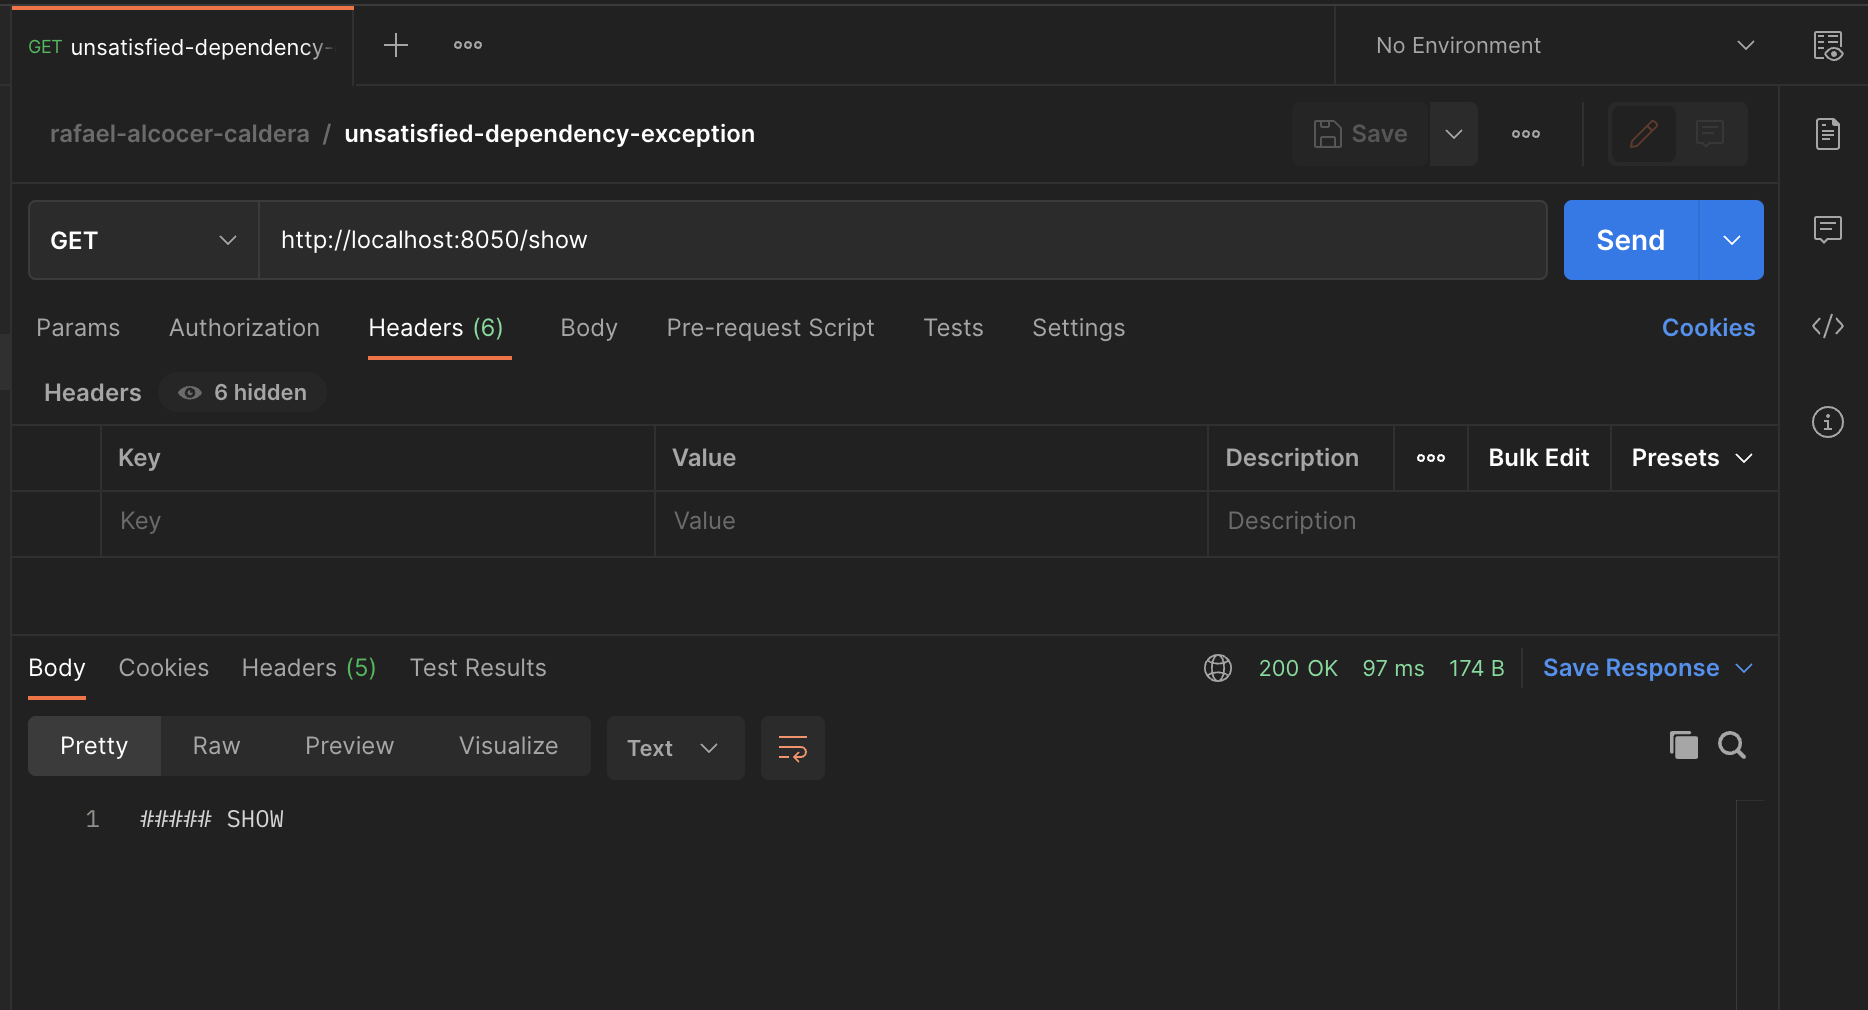 GET unsatisfied-dependency-
No Environment
rafael-alcocer-caldera / unsatisfied-dependency-exception
Save
GET http://localhost:8050/show Send
Params Authorization Headers (6) Body Pre-request Script Tests Settings Cookies
Headers 6 hidden
Key Value Description Bulk Edit Presets
Key Value Description
Body Cookies Headers (5) Test Results 200 OK 97 ms 174 B Save Response
Pretty Raw Preview Visualize Text
1 ##### SHOW